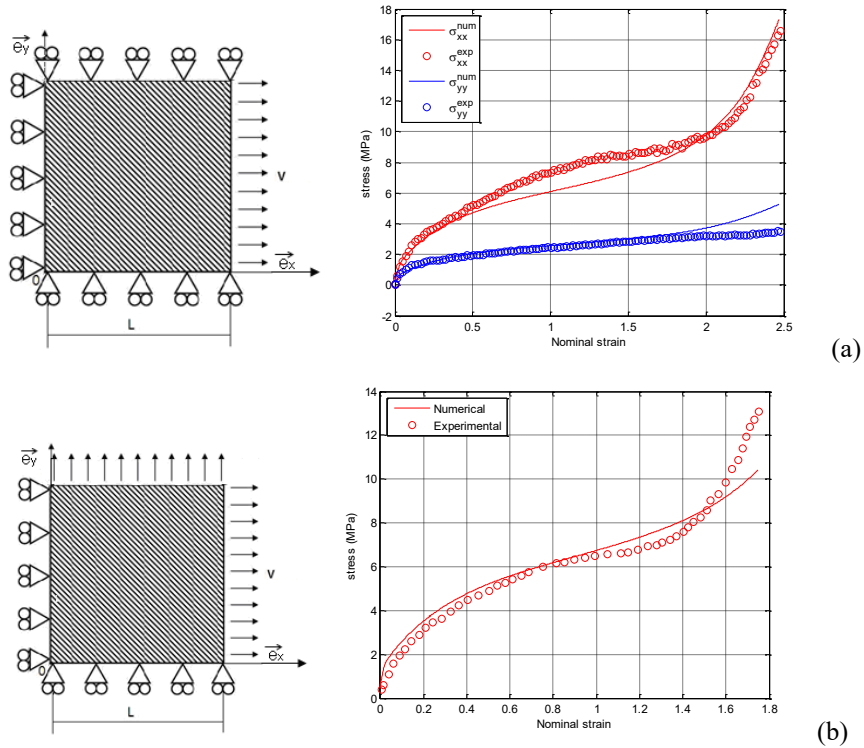 e_y
V
0
e_x
L
σ_xx^num
σ_xx^exp
σ_yy^num
σ_yy^exp
18
16
14
12
10
8
6
4
2
0
-2
stress (MPa)
0 0.5 1 1.5 2 2.5
Nominal strain
(a)
e_y
V
0
e_x
L
Numerical
Experimental
14
12
10
8
6
4
2
0
stress (MPa)
0 0.2 0.4 0.6 0.8 1 1.2 1.4 1.6 1.8
Nominal strain
(b)